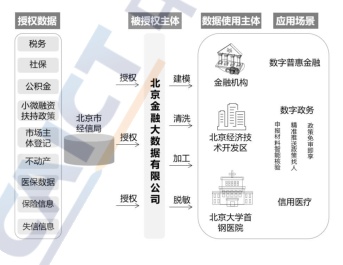 授权数据
被授权主体
数据使用主体
应用场景
税务
社保
公积金
小微融资
扶持政策
市场
主体登记
不动产
医保数据
保险信息
失信信息
北京市
经信局
授权
授权
授权
北京金融大数据有限公司
建模
清洗
加工
脱敏
金融机构
北京经济技
术开发区
北京大学首
钢医院
数字普惠金融
数字政务
政策免审即享
精准推送政策找人
申报材料智能核验
信用医疗